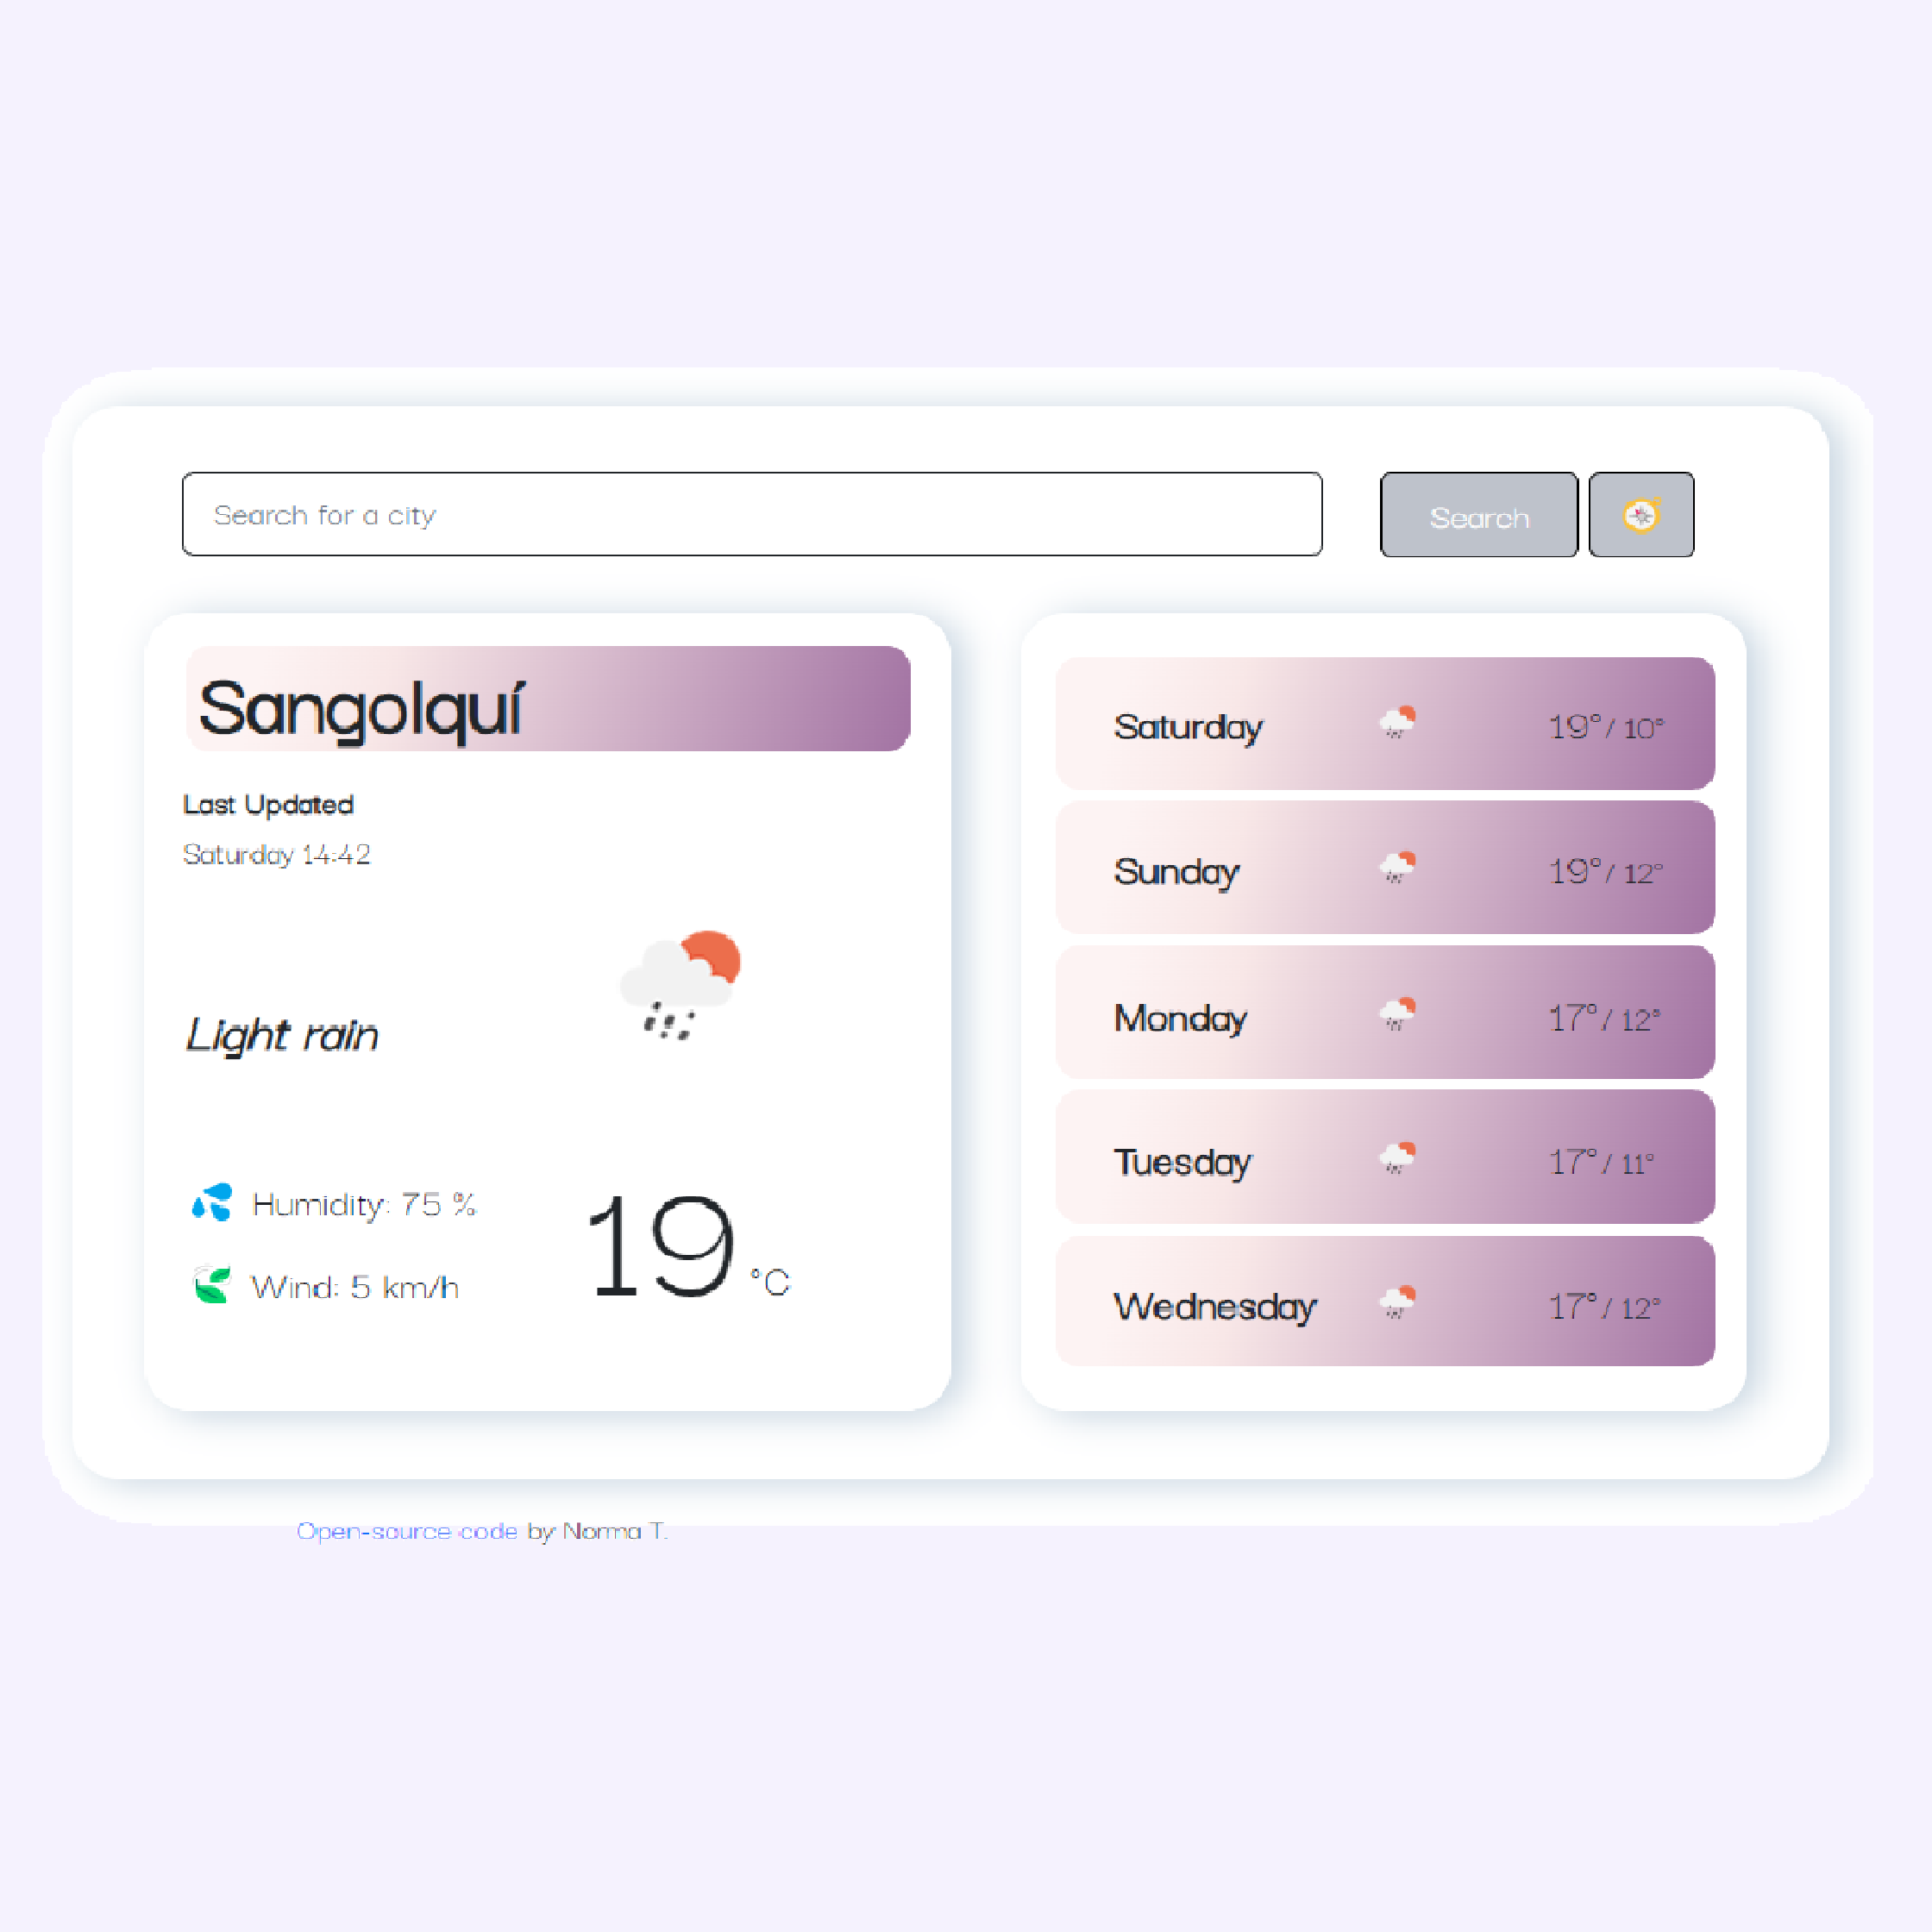 Search for a city
Search
Sangolquí
Last Updated
Saturday 14:42
Light rain
Humidity: 75 %
Wind: 5 km/h
19 °C
Saturday 19°/ 10°
Sunday 19°/ 12°
Monday 17°/ 12°
Tuesday 17°/ 11°
Wednesday 17°/ 12°
Open-source code by Norma T.